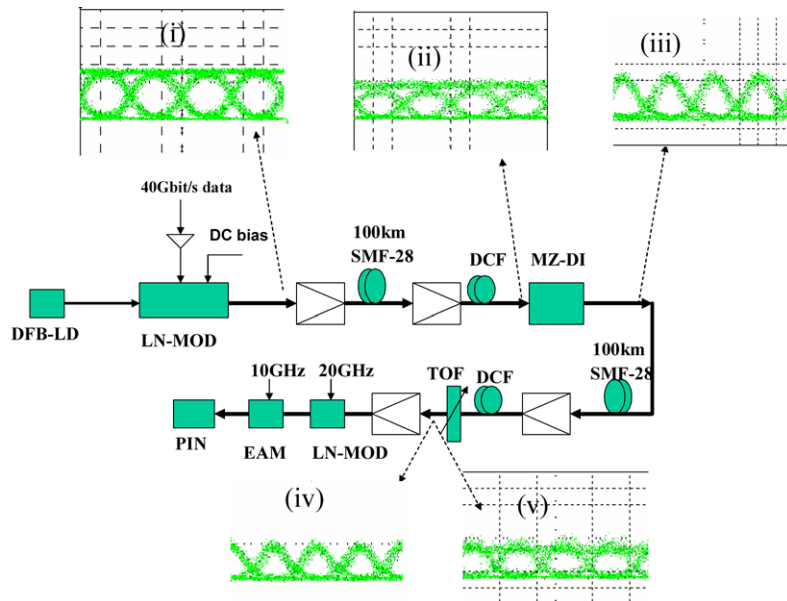 (i)
(ii)
(iii)
40Gbit/s data
DC bias
100km
SMF-28
DCF
MZ-DI
DFB-LD
LN-MOD
100km
SMF-28
10GHz
20GHz
TOF
DCF
PIN
EAM
LN-MOD
(iv)
(v)